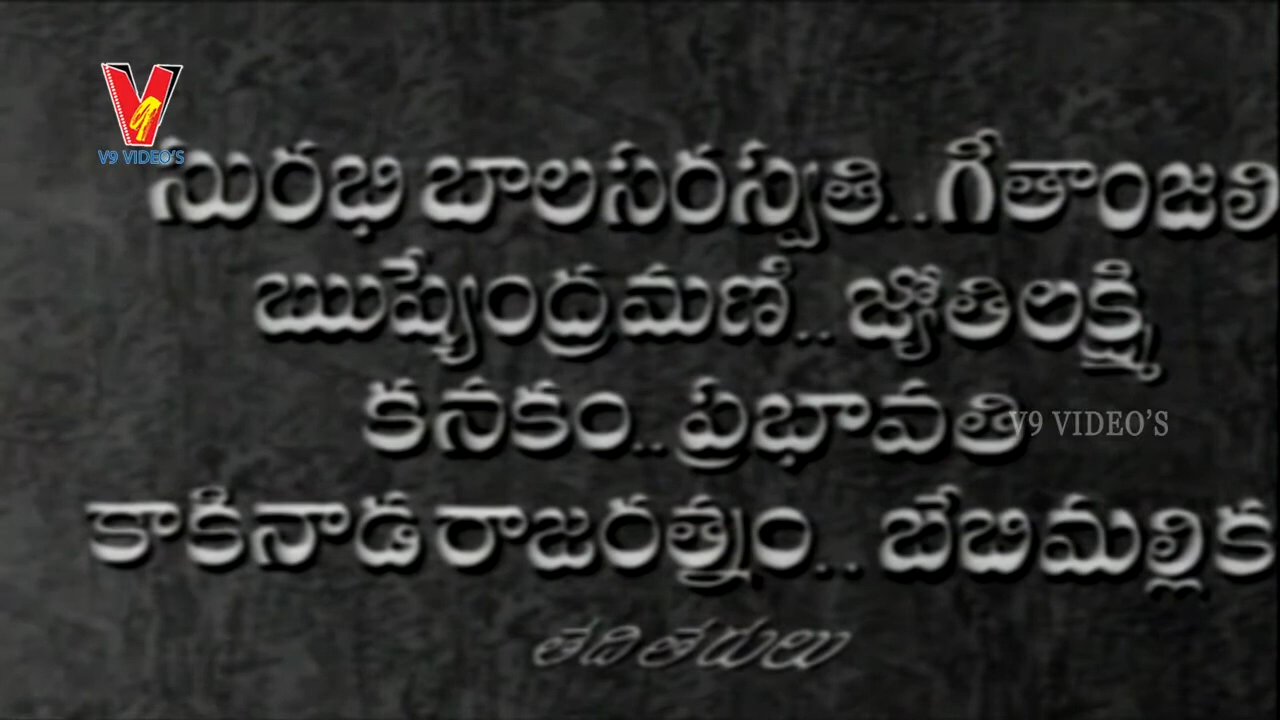 V9 VIDEO'S
సురభి బాలసరస్వతి..గీతాంజలి
ఋష్యేంద్రమణి..జ్యోతిలక్ష్మి
కనకం..ప్రభావతి
V9 VIDEO'S
కాకినాడ రాజరత్నం..బేబి మల్లిక
తదితరులు